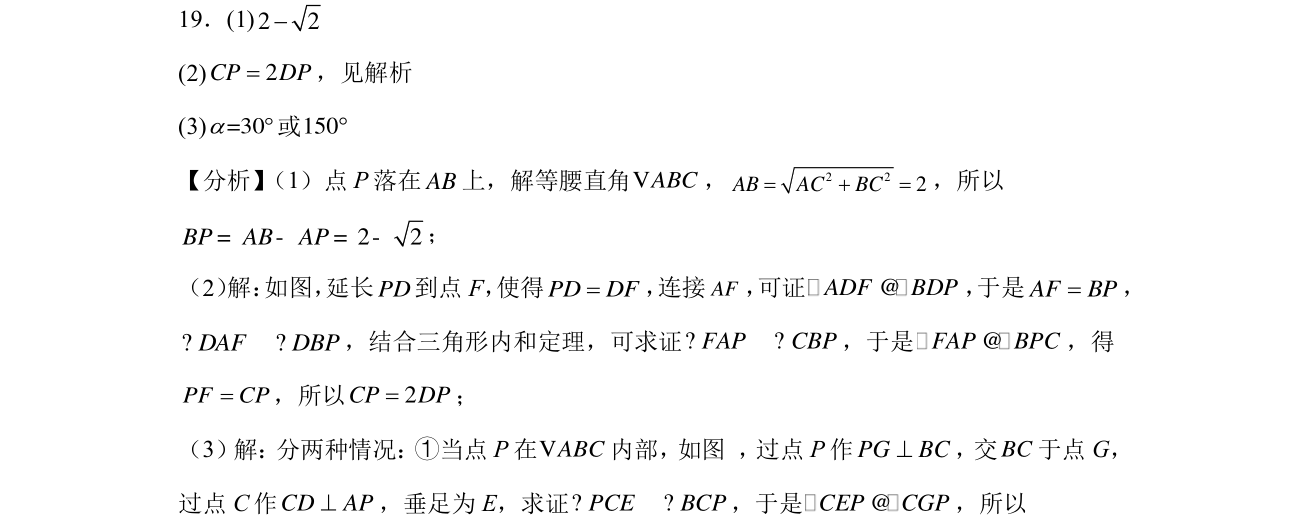 19．(1)2−√2
(2)CP = 2DP，见解析
(3)α=30°或150°
【分析】（1）点 P 落在 AB 上，解等腰直角VABC，AB = √(AC² + BC²) = 2，所以
BP = AB- AP = 2- √2；
（2）解：如图，延长 PD 到点 F，使得 PD = DF，连接 AF，可证□ADF @□BDP，于是 AF = BP，
?DAF ?DBP，结合三角形内和定理，可求证?FAP ?CBP，于是□FAP @□BPC，得
PF = CP，所以 CP = 2DP；
（3）解：分两种情况：①当点 P 在VABC 内部，如图 ，过点 P 作 PG ⊥ BC，交 BC 于点 G，
过点 C 作 CD ⊥ AP，垂足为 E，求证?PCE ?BCP，于是□CEP @□CGP，所以